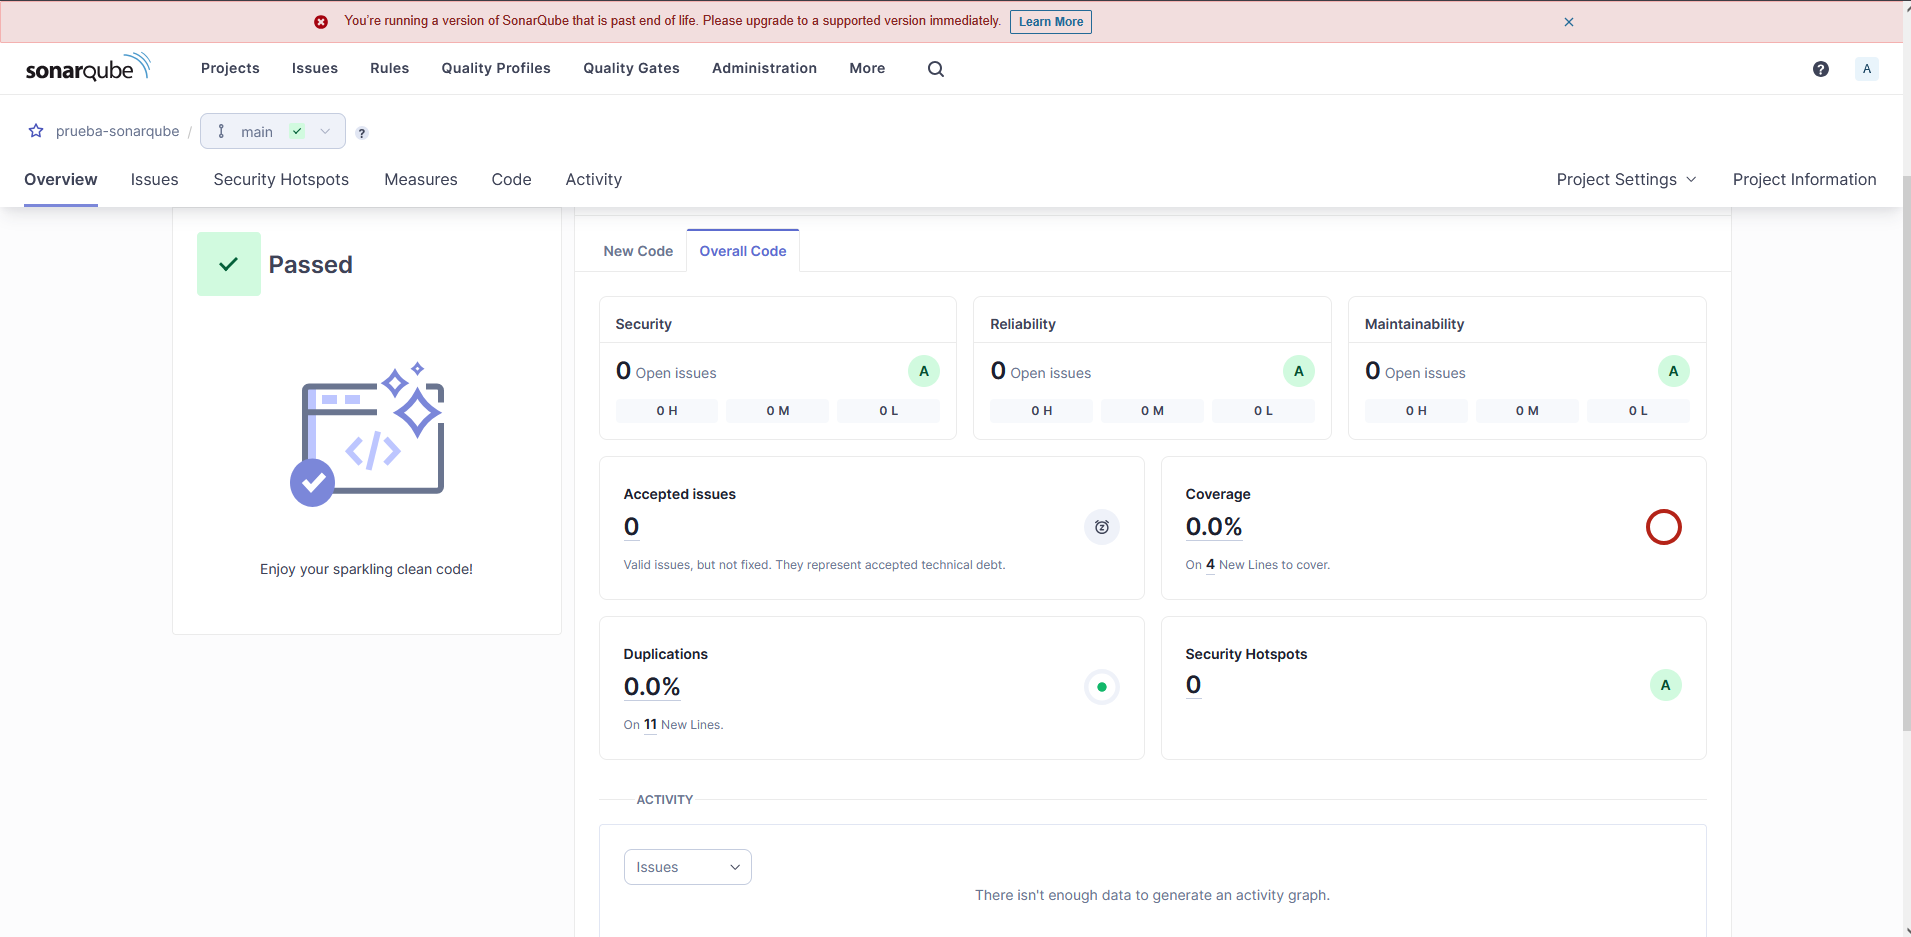 You're running a version of SonarQube that is past end of life. Please upgrade to a supported version immediately. Learn More
sonarqube Projects Issues Rules Quality Profiles Quality Gates Administration More ? A
prueba-sonarqube / main ?
Overview Issues Security Hotspots Measures Code Activity Project Settings Project Information
Passed
Enjoy your sparkling clean code!
New Code Overall Code
Security
0 Open issues A
0 H 0 M 0 L
Reliability
0 Open issues A
0 H 0 M 0 L
Maintainability
0 Open issues A
0 H 0 M 0 L
Accepted issues
0
Valid issues, but not fixed. They represent accepted technical debt.
Coverage
0.0%
On 4 New Lines to cover.
Duplications
0.0%
On 11 New Lines.
Security Hotspots
0 A
ACTIVITY
Issues
There isn't enough data to generate an activity graph.